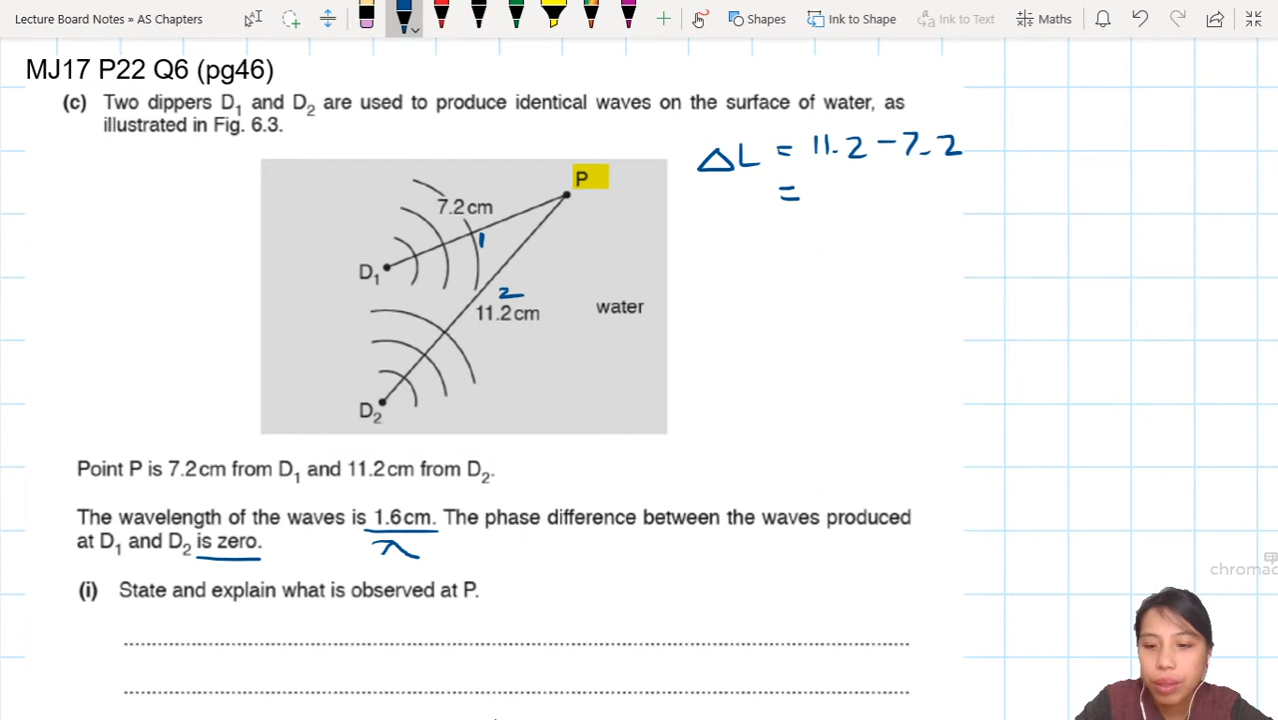 Lecture Board Notes » AS Chapters
Shapes
Ink to Shape
Ink to Text
Maths
MJ17 P22 Q6 (pg46)
(c) Two dippers D1 and D2 are used to produce identical waves on the surface of water, as
illustrated in Fig. 6.3.
ΔL = 11.2 - 7.2
=
P
7.2 cm
1
D1
2
11.2 cm
water
D2
Point P is 7.2 cm from D1 and 11.2 cm from D2.
The wavelength of the waves is 1.6 cm. The phase difference between the waves produced
at D1 and D2 is zero.
λ
chromac
(i) State and explain what is observed at P.